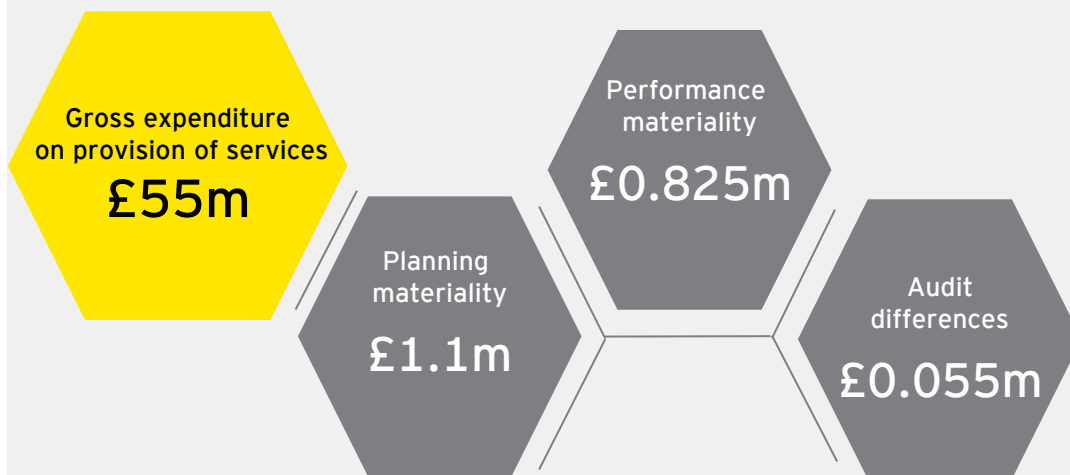 Gross expenditure
on provision of services
£55m
Planning
materiality
£1.1m
Performance
materiality
£0.825m
Audit
differences
£0.055m